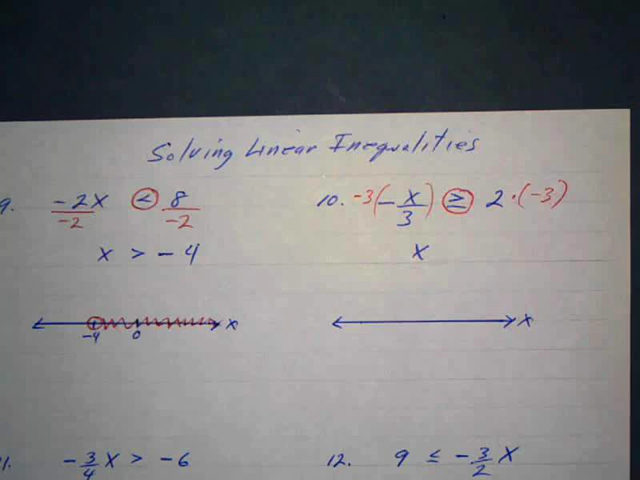 Solving Linear Inequalities
9. -2x < 8 10. -3(-x/3) ≥ 2·(-3)
-2 -2
x > -4 x
x x
-4 0
11. -3/4 x > -6 12. 9 ≤ -3/2 x